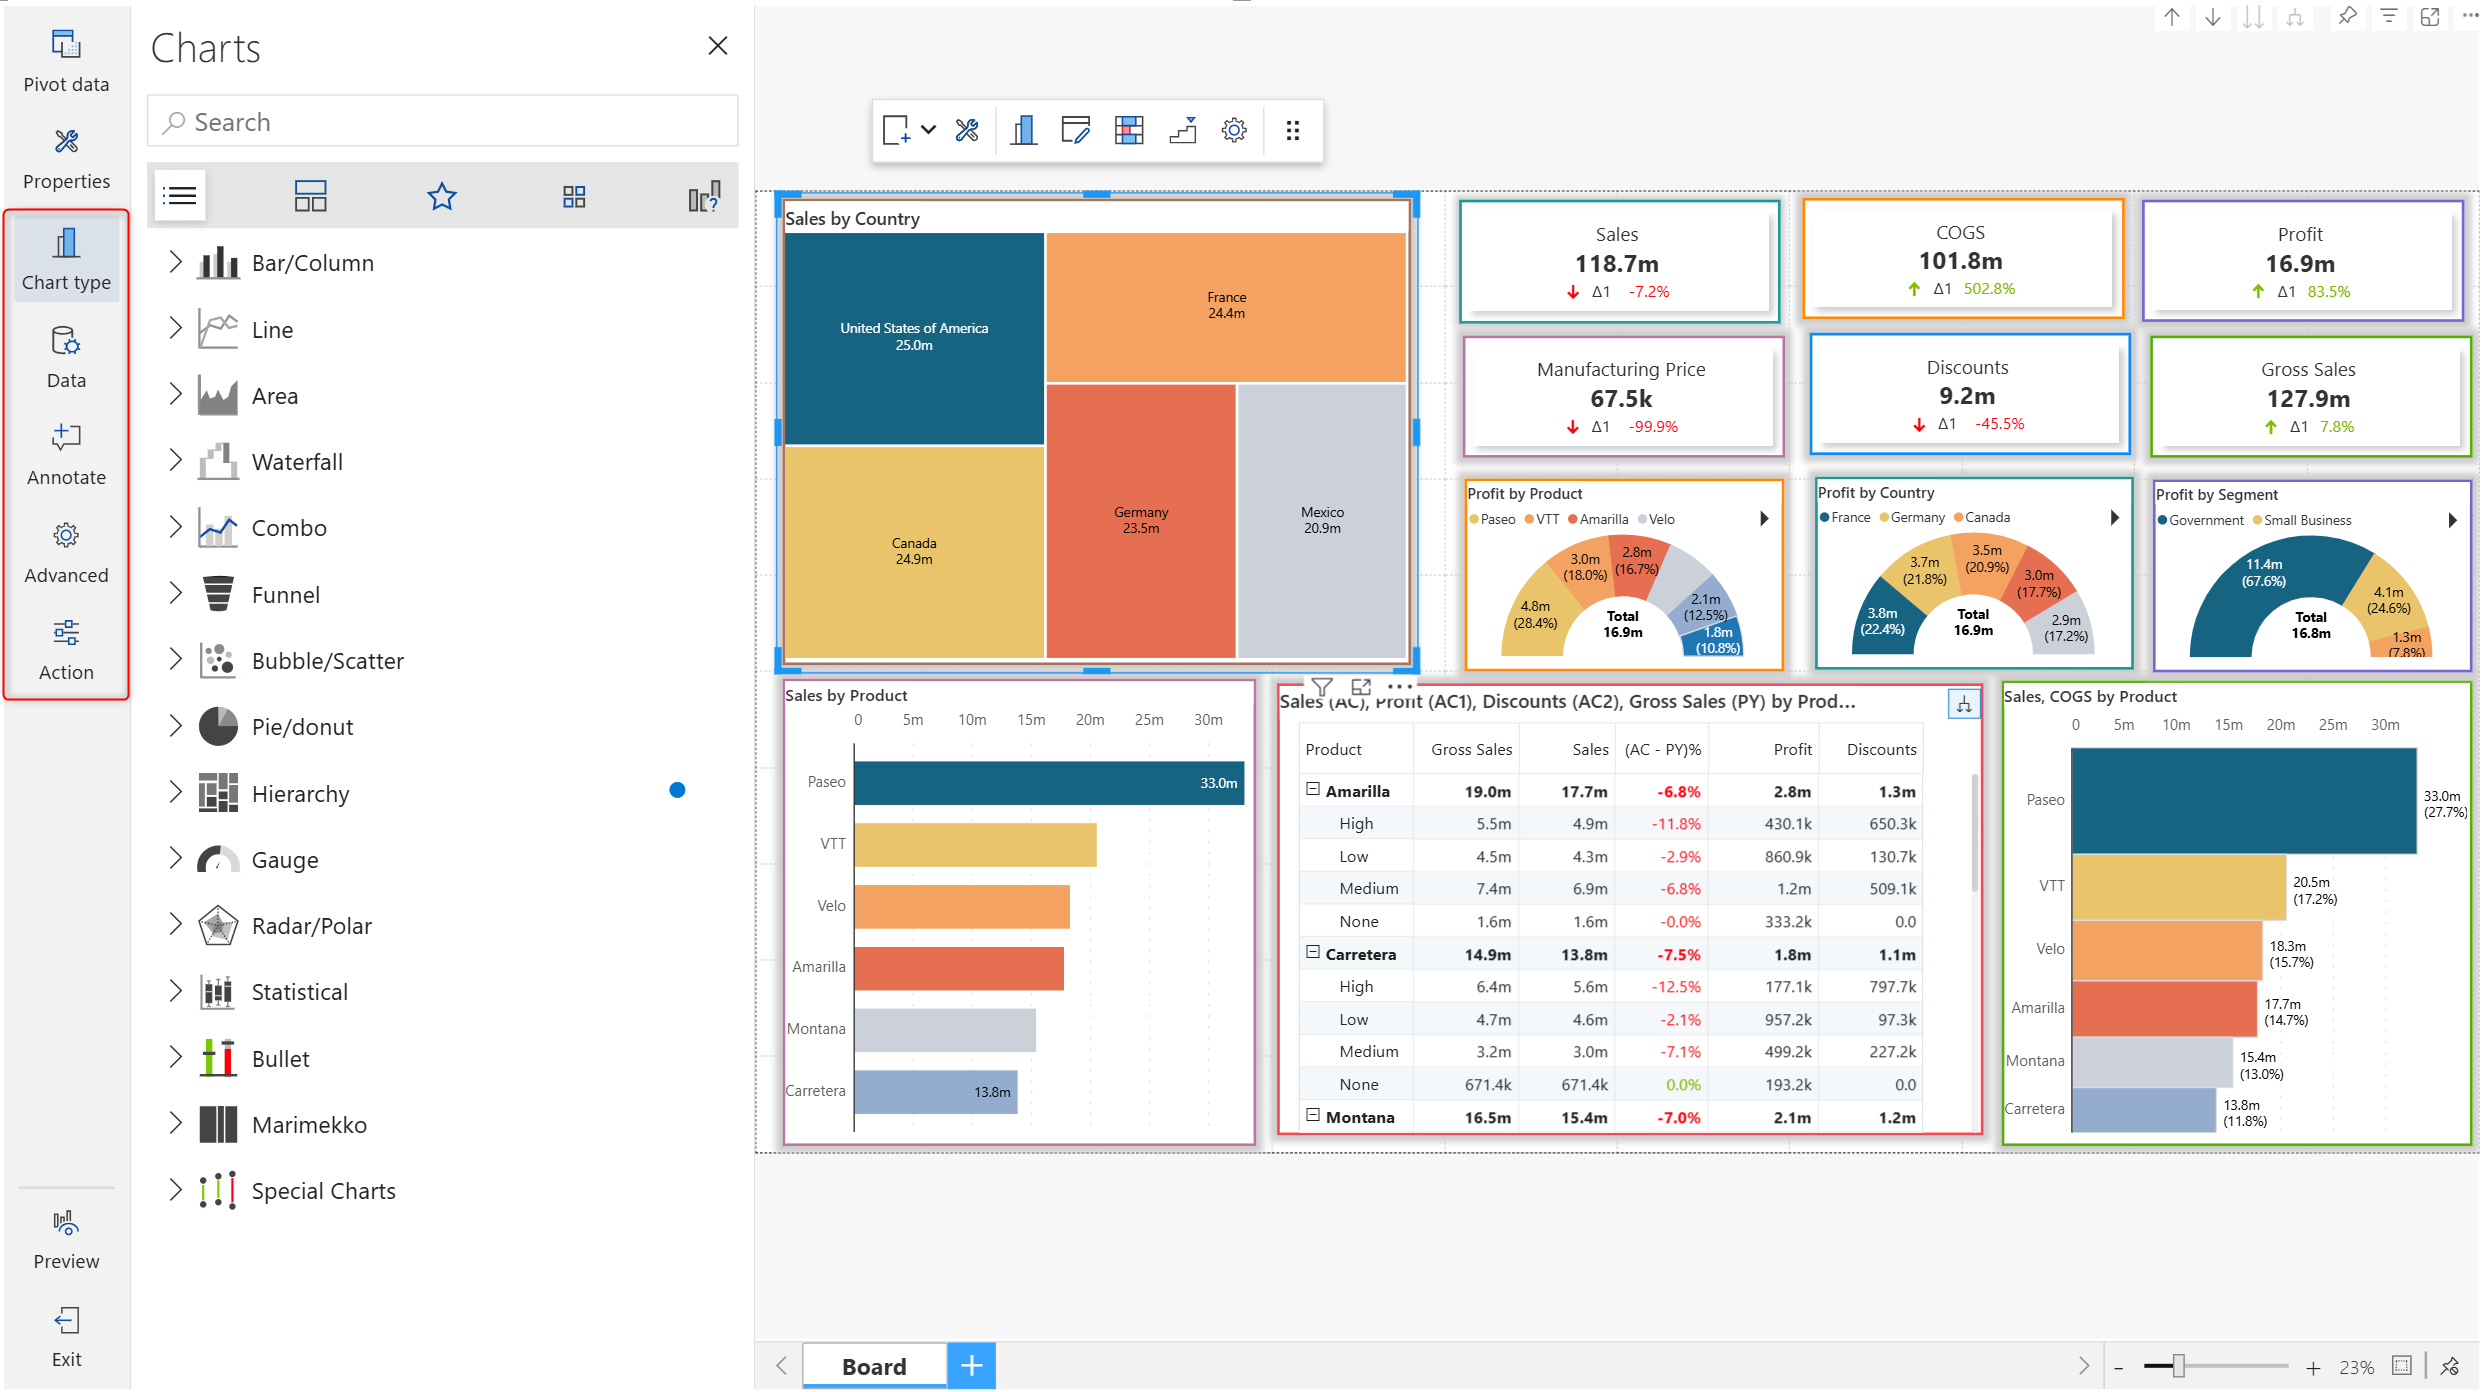 Pivot data
Properties
Chart type
Data
Annotate
Advanced
Action
Preview
Exit
Charts
Search
Bar/Column
Line
Area
Waterfall
Combo
Funnel
Bubble/Scatter
Pie/donut
Hierarchy
Gauge
Radar/Polar
Statistical
Bullet
Marimekko
Special Charts
Sales by Country
United States of America
25.0m
France
24.4m
Canada
24.9m
Germany
23.5m
Mexico
20.9m
Sales
118.7m
Δ1 -7.2%
COGS
101.8m
Δ1 502.8%
Profit
16.9m
Δ1 83.5%
Manufacturing Price
67.5k
Δ1 -99.9%
Discounts
9.2m
Δ1 -45.5%
Gross Sales
127.9m
Δ1 7.8%
Profit by Product
Paseo VTT Amarilla Velo
4.8m
(28.4%)
3.0m
(18.0%)
2.8m
(16.7%)
2.1m
(12.5%)
1.8m
(10.8%)
Total
16.9m
Profit by Country
France Germany Canada
3.8m
(22.4%)
3.7m
(21.8%)
3.5m
(20.9%)
3.0m
(17.7%)
2.9m
(17.2%)
Total
16.9m
Profit by Segment
Government Small Business
11.4m
(67.6%)
4.1m
(24.6%)
1.3m
(7.8%)
Total
16.8m
Sales by Product
0 5m 10m 15m 20m 25m 30m
Paseo 33.0m
VTT
Velo
Amarilla
Montana
Carretera 13.8m
Sales (AC), Profit (AC1), Discounts (AC2), Gross Sales (PY) by Prod...
Product Gross Sales Sales (AC - PY)% Profit Discounts
Amarilla 19.0m 17.7m -6.8% 2.8m 1.3m
High 5.5m 4.9m -11.8% 430.1k 650.3k
Low 4.5m 4.3m -2.9% 860.9k 130.7k
Medium 7.4m 6.9m -6.8% 1.2m 509.1k
None 1.6m 1.6m -0.0% 333.2k 0.0
Carretera 14.9m 13.8m -7.5% 1.8m 1.1m
High 6.4m 5.6m -12.5% 177.1k 797.7k
Low 4.7m 4.6m -2.1% 957.2k 97.3k
Medium 3.2m 3.0m -7.1% 499.2k 227.2k
None 671.4k 671.4k 0.0% 193.2k 0.0
Montana 16.5m 15.4m -7.0% 2.1m 1.2m
Sales, COGS by Product
0 5m 10m 15m 20m 25m 30m
Paseo
33.0m
(27.7%)
VTT
20.5m
(17.2%)
Velo
18.3m
(15.7%)
Amarilla
17.7m
(14.7%)
Montana
15.4m
(13.0%)
Carretera
13.8m
(11.8%)
Board
23%